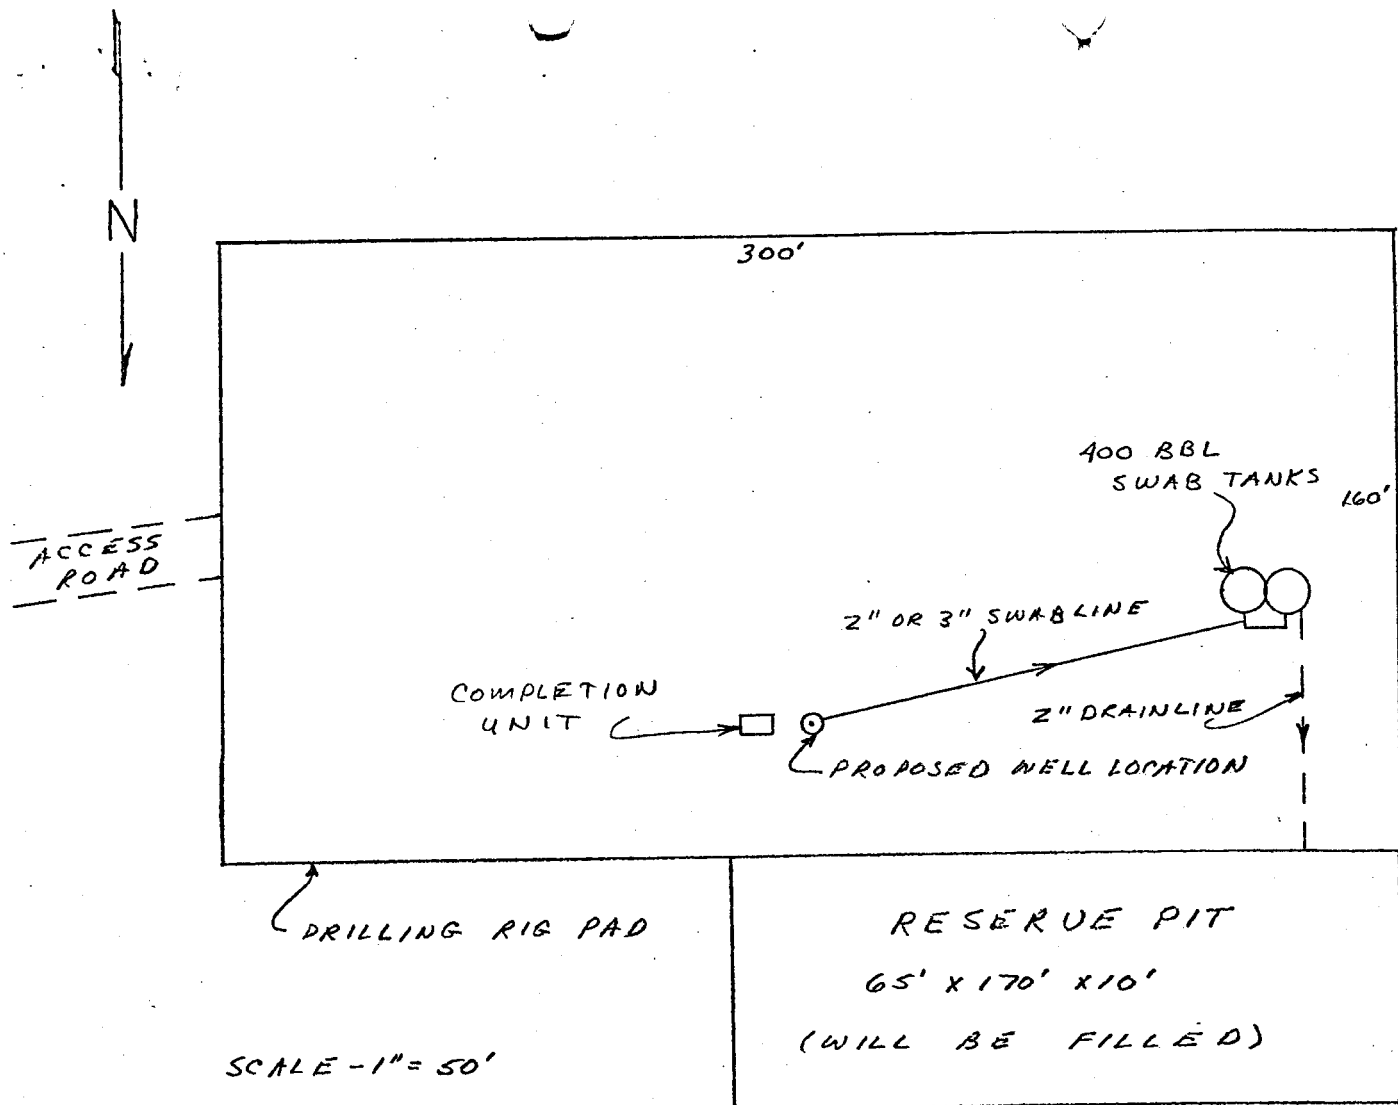 N
300'
400 BBL
SWAB TANKS
160'
ACCESS
ROAD
2" OR 3" SWABLINE
COMPLETION
UNIT
2" DRAINLINE
PROPOSED WELL LOCATION
DRILLING RIG PAD
RESERVE PIT
65' X 170' X 10'
(WILL BE FILLED)
SCALE - 1" = 50'